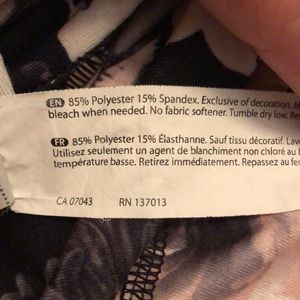 EN 85% Polyester 15% Spandex. Exclusive of decoration.
bleach when needed. No fabric softener. Tumble dry low.
FR 85% Polyester 15% Élasthanne. Sauf tissu décoratif.
Utilisez seulement un agent de blanchiment non chloré au
température basse. Retirez immédiatement. Repassez au
CA 07043 RN 137013